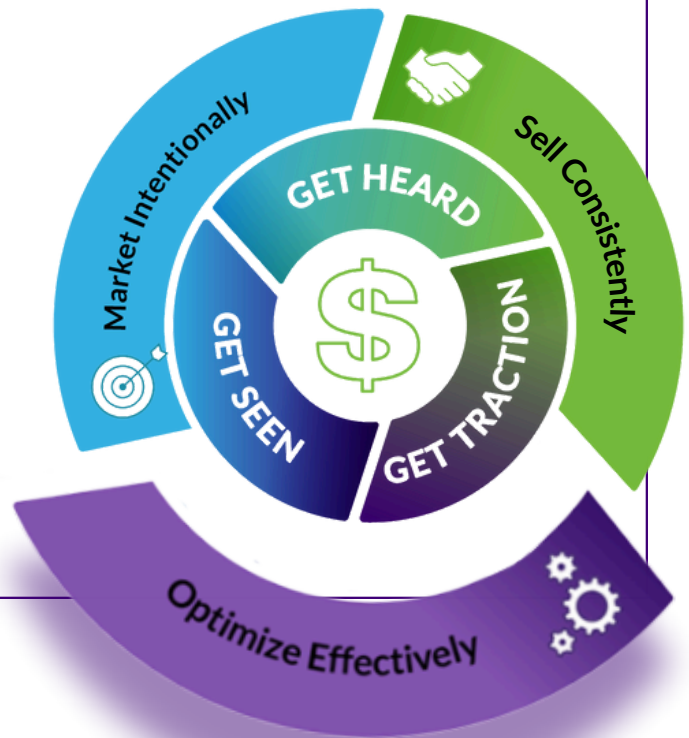 Market Intentionally
Sell Consistently
GET HEARD
$
GET SEEN
GET TRACTION
Optimize Effectively